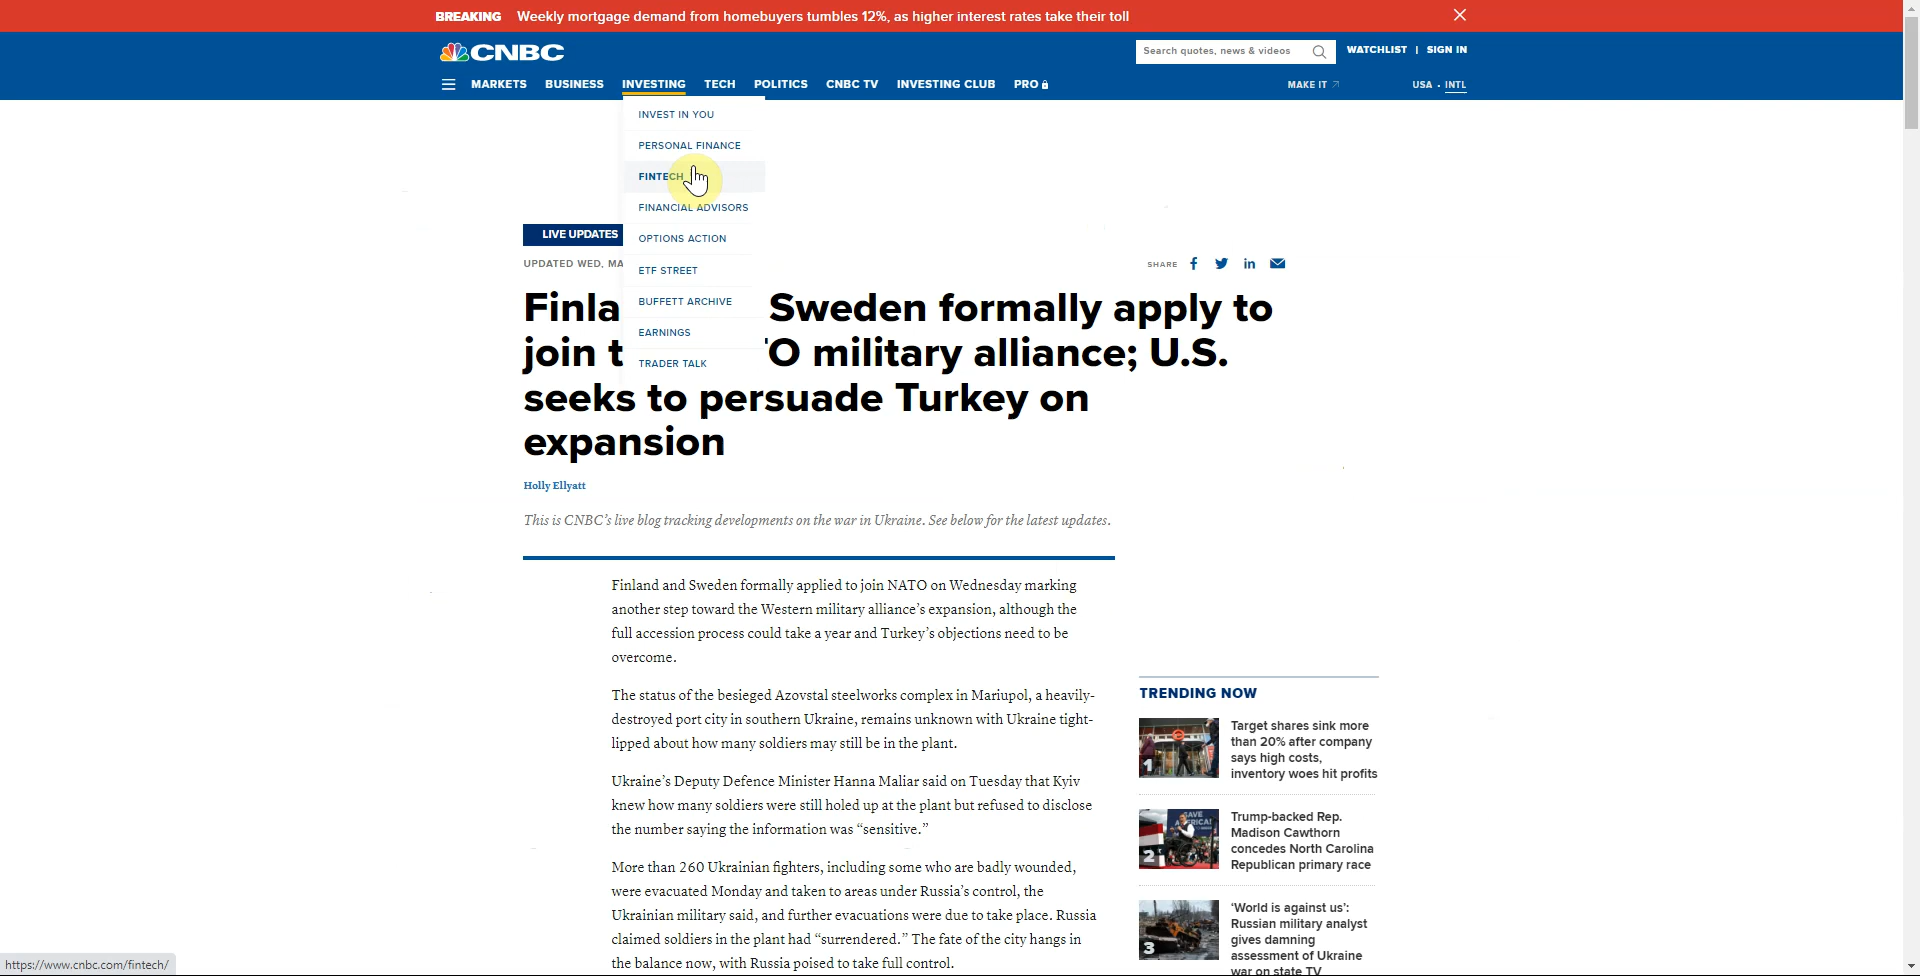 BREAKING Weekly mortgage demand from homebuyers tumbles 12%, as higher interest rates take their toll
CNBC
Search quotes, news & videos
WATCHLIST | SIGN IN
MARKETS BUSINESS INVESTING TECH POLITICS CNBC TV INVESTING CLUB PRO
MAKE IT
USA • INTL
INVEST IN YOU
PERSONAL FINANCE
FINTECH
FINANCIAL ADVISORS
OPTIONS ACTION
ETF STREET
BUFFETT ARCHIVE
EARNINGS
TRADER TALK
LIVE UPDATES
UPDATED WED, MA
SHARE
Finla Sweden formally apply to
join t TO military alliance; U.S.
seeks to persuade Turkey on
expansion
Holly Ellyatt
This is CNBC’s live blog tracking developments on the war in Ukraine. See below for the latest updates.
Finland and Sweden formally applied to join NATO on Wednesday marking
another step toward the Western military alliance’s expansion, although the
full accession process could take a year and Turkey’s objections need to be
overcome.
The status of the besieged Azovstal steelworks complex in Mariupol, a heavily-
destroyed port city in southern Ukraine, remains unknown with Ukraine tight-
lipped about how many soldiers may still be in the plant.
Ukraine’s Deputy Defence Minister Hanna Maliar said on Tuesday that Kyiv
knew how many soldiers were still holed up at the plant but refused to disclose
the number saying the information was “sensitive.”
More than 260 Ukrainian fighters, including some who are badly wounded,
were evacuated Monday and taken to areas under Russia’s control, the
Ukrainian military said, and further evacuations were due to take place. Russia
claimed soldiers in the plant had “surrendered.” The fate of the city hangs in
the balance now, with Russia poised to take full control.
TRENDING NOW
1
Target shares sink more
than 20% after company
says high costs,
inventory woes hit profits
2
Trump-backed Rep.
Madison Cawthorn
concedes North Carolina
Republican primary race
3
‘World is against us’:
Russian military analyst
gives damning
assessment of Ukraine
war on state TV
https://www.cnbc.com/fintech/